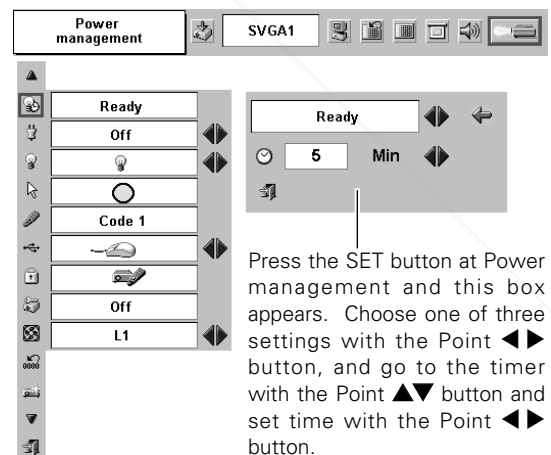 Power
management
SVGA1
Ready
Off
Code 1
Off
L1
0000
Ready
5 Min
Press the SET button at Power
management and this box
appears. Choose one of three
settings with the Point ◀▶
button, and go to the timer
with the Point ▲▼ button and
set time with the Point ◀▶
button.